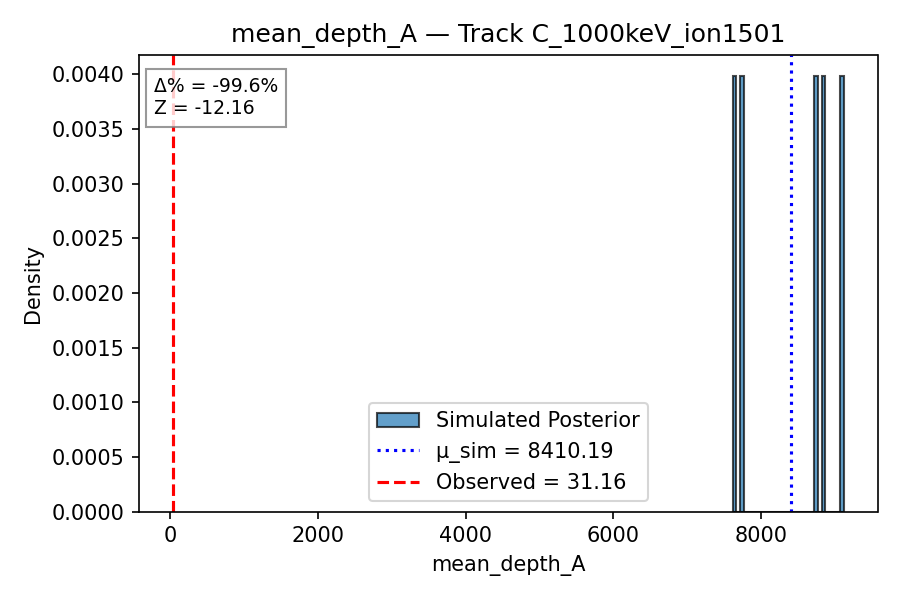 mean_depth_A — Track C_1000keV_ion1501
Δ% = -99.6%
Z = -12.16
0.0040
0.0035
0.0030
0.0025
0.0020
0.0015
0.0010
0.0005
0.0000
Density
Simulated Posterior
μ_sim = 8410.19
Observed = 31.16
0
2000
4000
6000
8000
mean_depth_A